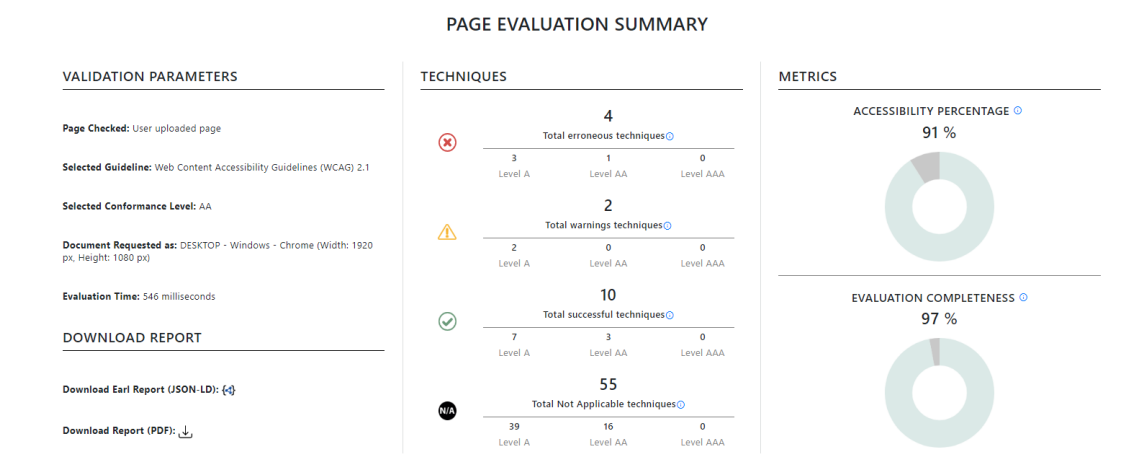 PAGE EVALUATION SUMMARY
VALIDATION PARAMETERS
Page Checked: User uploaded page
Selected Guideline: Web Content Accessibility Guidelines (WCAG) 2.1
Selected Conformance Level: AA
Document Requested as: DESKTOP - Windows - Chrome (Width: 1920
px, Height: 1080 px)
Evaluation Time: 546 milliseconds
DOWNLOAD REPORT
Download Earl Report (JSON-LD):
Download Report (PDF):
TECHNIQUES
4
Total erroneous techniques
3 1 0
Level A Level AA Level AAA
2
Total warnings techniques
2 0 0
Level A Level AA Level AAA
10
Total successful techniques
7 3 0
Level A Level AA Level AAA
N/A
55
Total Not Applicable techniques
39 16 0
Level A Level AA Level AAA
METRICS
ACCESSIBILITY PERCENTAGE
91 %
EVALUATION COMPLETENESS
97 %